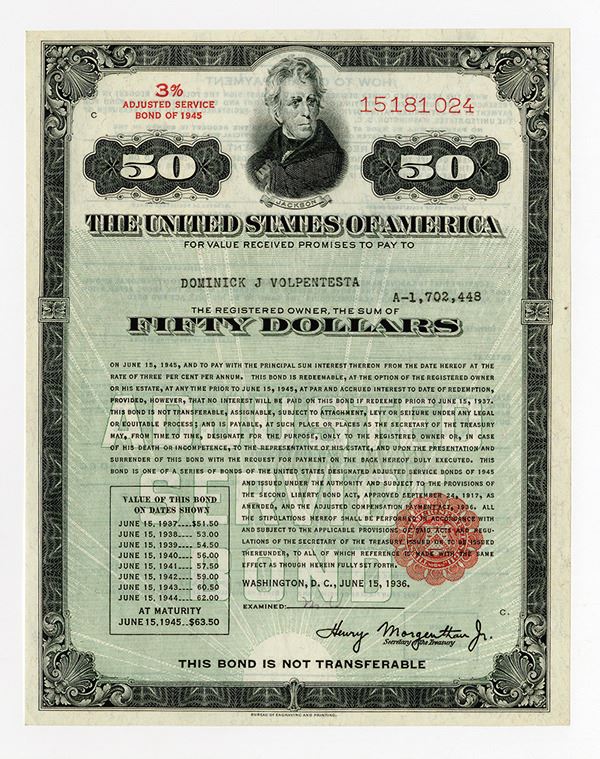 3%
ADJUSTED SERVICE
BOND OF 1945
15181024
C
50
50
JACKSON
THE UNITED STATES OF AMERICA
FOR VALUE RECEIVED PROMISES TO PAY TO
DOMINICK J VOLPENTESTA
A-1,702,448
THE REGISTERED OWNER, THE SUM OF
FIFTY DOLLARS
ON JUNE 15, 1945, AND TO PAY WITH THE PRINCIPAL SUM INTEREST THEREON FROM THE DATE HEREOF AT THE
RATE OF THREE PER CENT PER ANNUM. THIS BOND IS REDEEMABLE, AT THE OPTION OF THE REGISTERED OWNER
OR HIS ESTATE, AT ANY TIME PRIOR TO JUNE 15, 1945, AT PAR AND ACCRUED INTEREST TO DATE OF REDEMPTION,
PROVIDED, HOWEVER, THAT NO INTEREST WILL BE PAID ON THIS BOND IF REDEEMED PRIOR TO JUNE 15, 1937.
THIS BOND IS NOT TRANSFERABLE, ASSIGNABLE, SUBJECT TO ATTACHMENT, LEVY OR SEIZURE UNDER ANY LEGAL
OR EQUITABLE PROCESS; AND IS PAYABLE, AT SUCH PLACE OR PLACES AS THE SECRETARY OF THE TREASURY
MAY, FROM TIME TO TIME, DESIGNATE FOR THE PURPOSE, ONLY TO THE REGISTERED OWNER OR, IN CASE
OF HIS DEATH OR INCOMPETENCE, TO THE REPRESENTATIVE OF HIS ESTATE, AND UPON THE PRESENTATION AND
SURRENDER OF THIS BOND WITH THE REQUEST FOR PAYMENT ON THE BACK HEREOF DULY EXECUTED. THIS
BOND IS ONE OF A SERIES OF BONDS OF THE UNITED STATES DESIGNATED ADJUSTED SERVICE BONDS OF 1945
AND ISSUED UNDER THE AUTHORITY AND SUBJECT TO THE PROVISIONS OF
THE SECOND LIBERTY BOND ACT, APPROVED SEPTEMBER 24, 1917, AS
AMENDED, AND THE ADJUSTED COMPENSATION PAYMENT ACT, 1936. ALL
THE STIPULATIONS HEREOF SHALL BE PERFORMED IN ACCORDANCE WITH
AND SUBJECT TO THE APPLICABLE PROVISIONS OF SAID ACTS AND REGU-
LATIONS OF THE SECRETARY OF THE TREASURY ISSUED OR TO BE ISSUED
THEREUNDER, TO ALL OF WHICH REFERENCE IS MADE WITH THE SAME
EFFECT AS THOUGH HEREIN FULLY SET FORTH.
ADJUSTED
SERVICE
BOND
VALUE OF THIS BOND
ON DATES SHOWN
JUNE 15, 1937----$51.50
JUNE 15, 1938---- 53.00
JUNE 15, 1939---- 54.50
JUNE 15, 1940---- 56.00
JUNE 15, 1941---- 57.50
JUNE 15, 1942---- 59.00
JUNE 15, 1943---- 60.50
JUNE 15, 1944---- 62.00
AT MATURITY
JUNE 15, 1945--$63.50
WASHINGTON, D. C., JUNE 15, 1936.
EXAMINED:
C.
Henry Morgenthau Jr.
Secretary of the Treasury
THIS BOND IS NOT TRANSFERABLE
BUREAU OF ENGRAVING AND PRINTING.